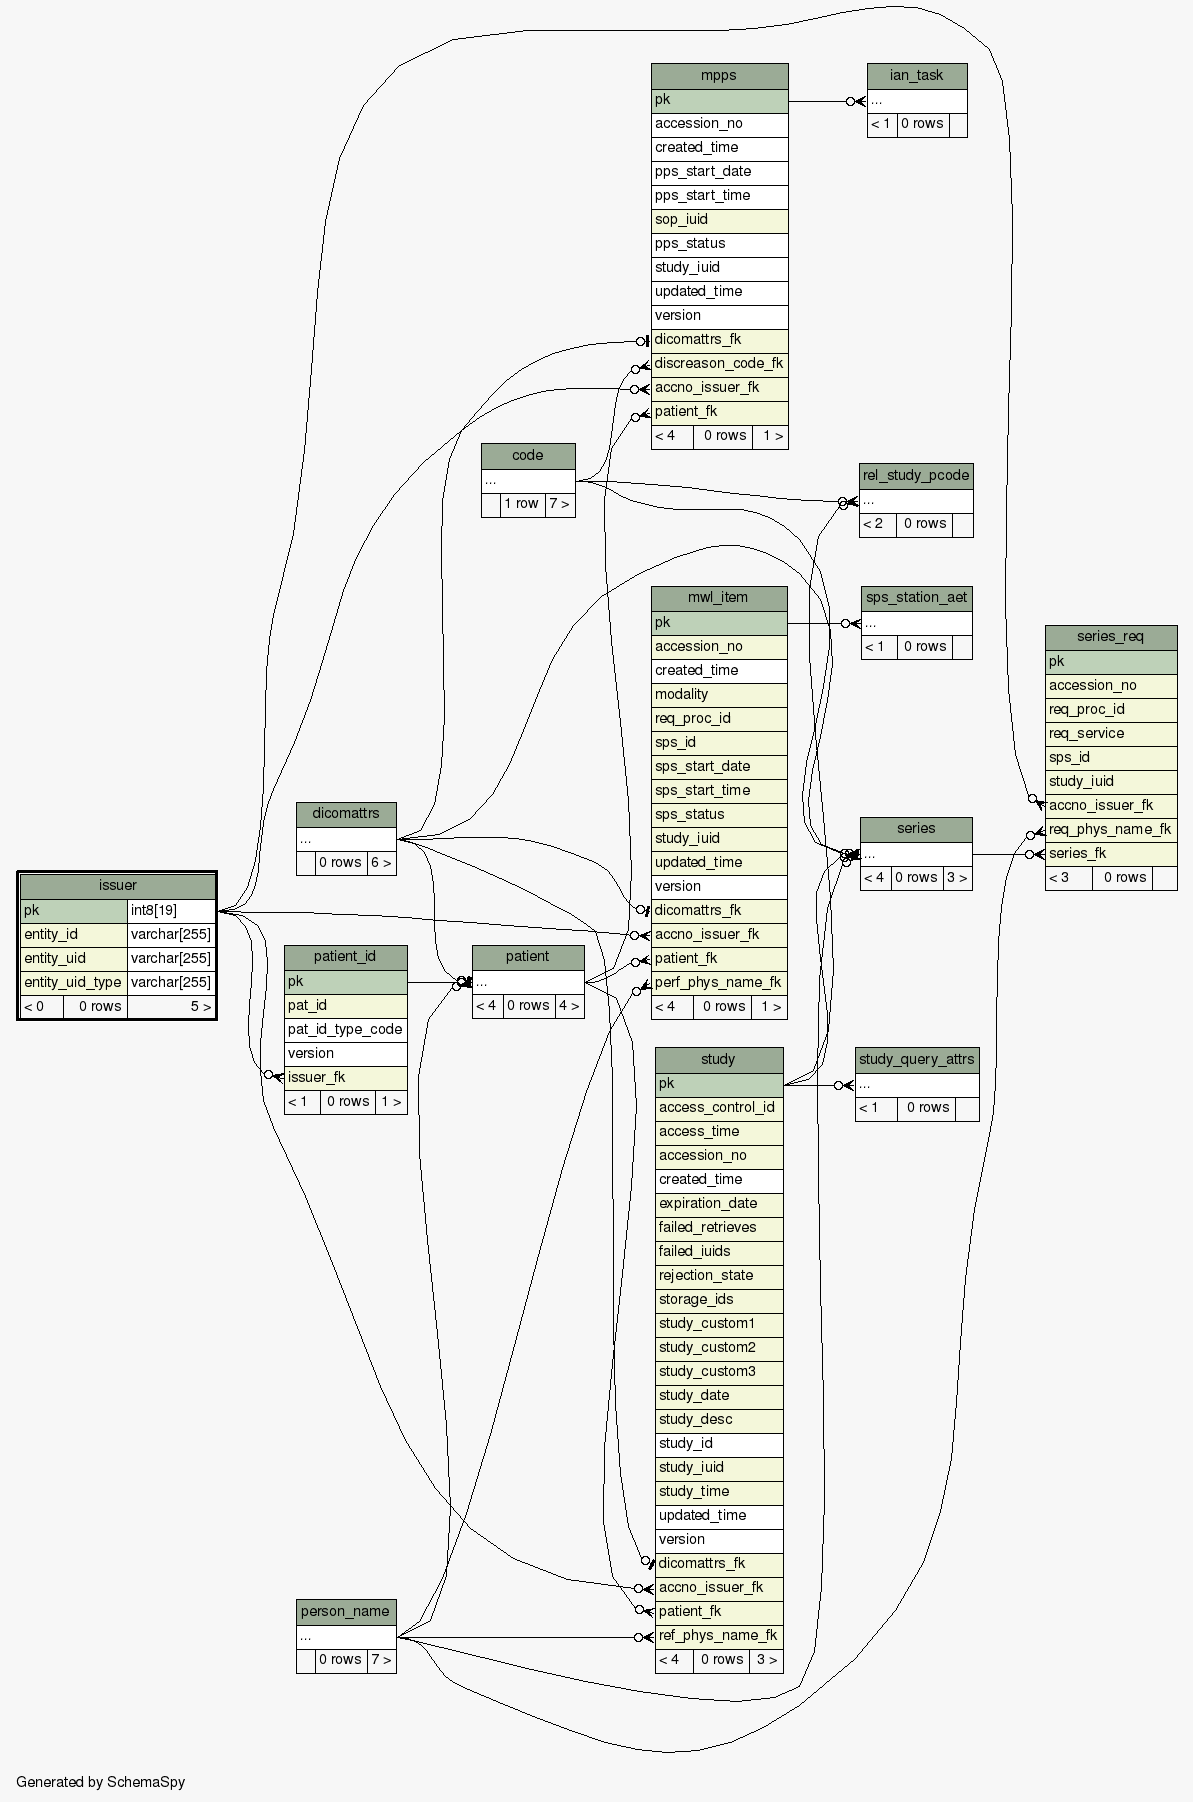 mpps
pk
accession_no
created_time
pps_start_date
pps_start_time
sop_iuid
pps_status
study_iuid
updated_time
version
dicomattrs_fk
discreason_code_fk
accno_issuer_fk
patient_fk
< 4 0 rows 1 >
ian_task
...
< 1 0 rows
code
...
1 row 7 >
rel_study_pcode
...
< 2 0 rows
mwl_item
pk
accession_no
created_time
modality
req_proc_id
sps_id
sps_start_date
sps_start_time
sps_status
study_iuid
updated_time
version
dicomattrs_fk
accno_issuer_fk
patient_fk
perf_phys_name_fk
< 4 0 rows 1 >
sps_station_aet
...
< 1 0 rows
series_req
pk
accession_no
req_proc_id
req_service
sps_id
study_iuid
accno_issuer_fk
req_phys_name_fk
series_fk
< 3 0 rows
dicomattrs
...
0 rows 6 >
series
...
< 4 0 rows 3 >
issuer
pk int8[19]
entity_id varchar[255]
entity_uid varchar[255]
entity_uid_type varchar[255]
< 0 0 rows 5 >
patient_id
pk
pat_id
pat_id_type_code
version
issuer_fk
< 1 0 rows 1 >
patient
...
< 4 0 rows 4 >
study
pk
access_control_id
access_time
accession_no
created_time
expiration_date
failed_retrieves
failed_iuids
rejection_state
storage_ids
study_custom1
study_custom2
study_custom3
study_date
study_desc
study_id
study_iuid
study_time
updated_time
version
dicomattrs_fk
accno_issuer_fk
patient_fk
ref_phys_name_fk
< 4 0 rows 3 >
study_query_attrs
...
< 1 0 rows
person_name
...
0 rows 7 >
Generated by SchemaSpy